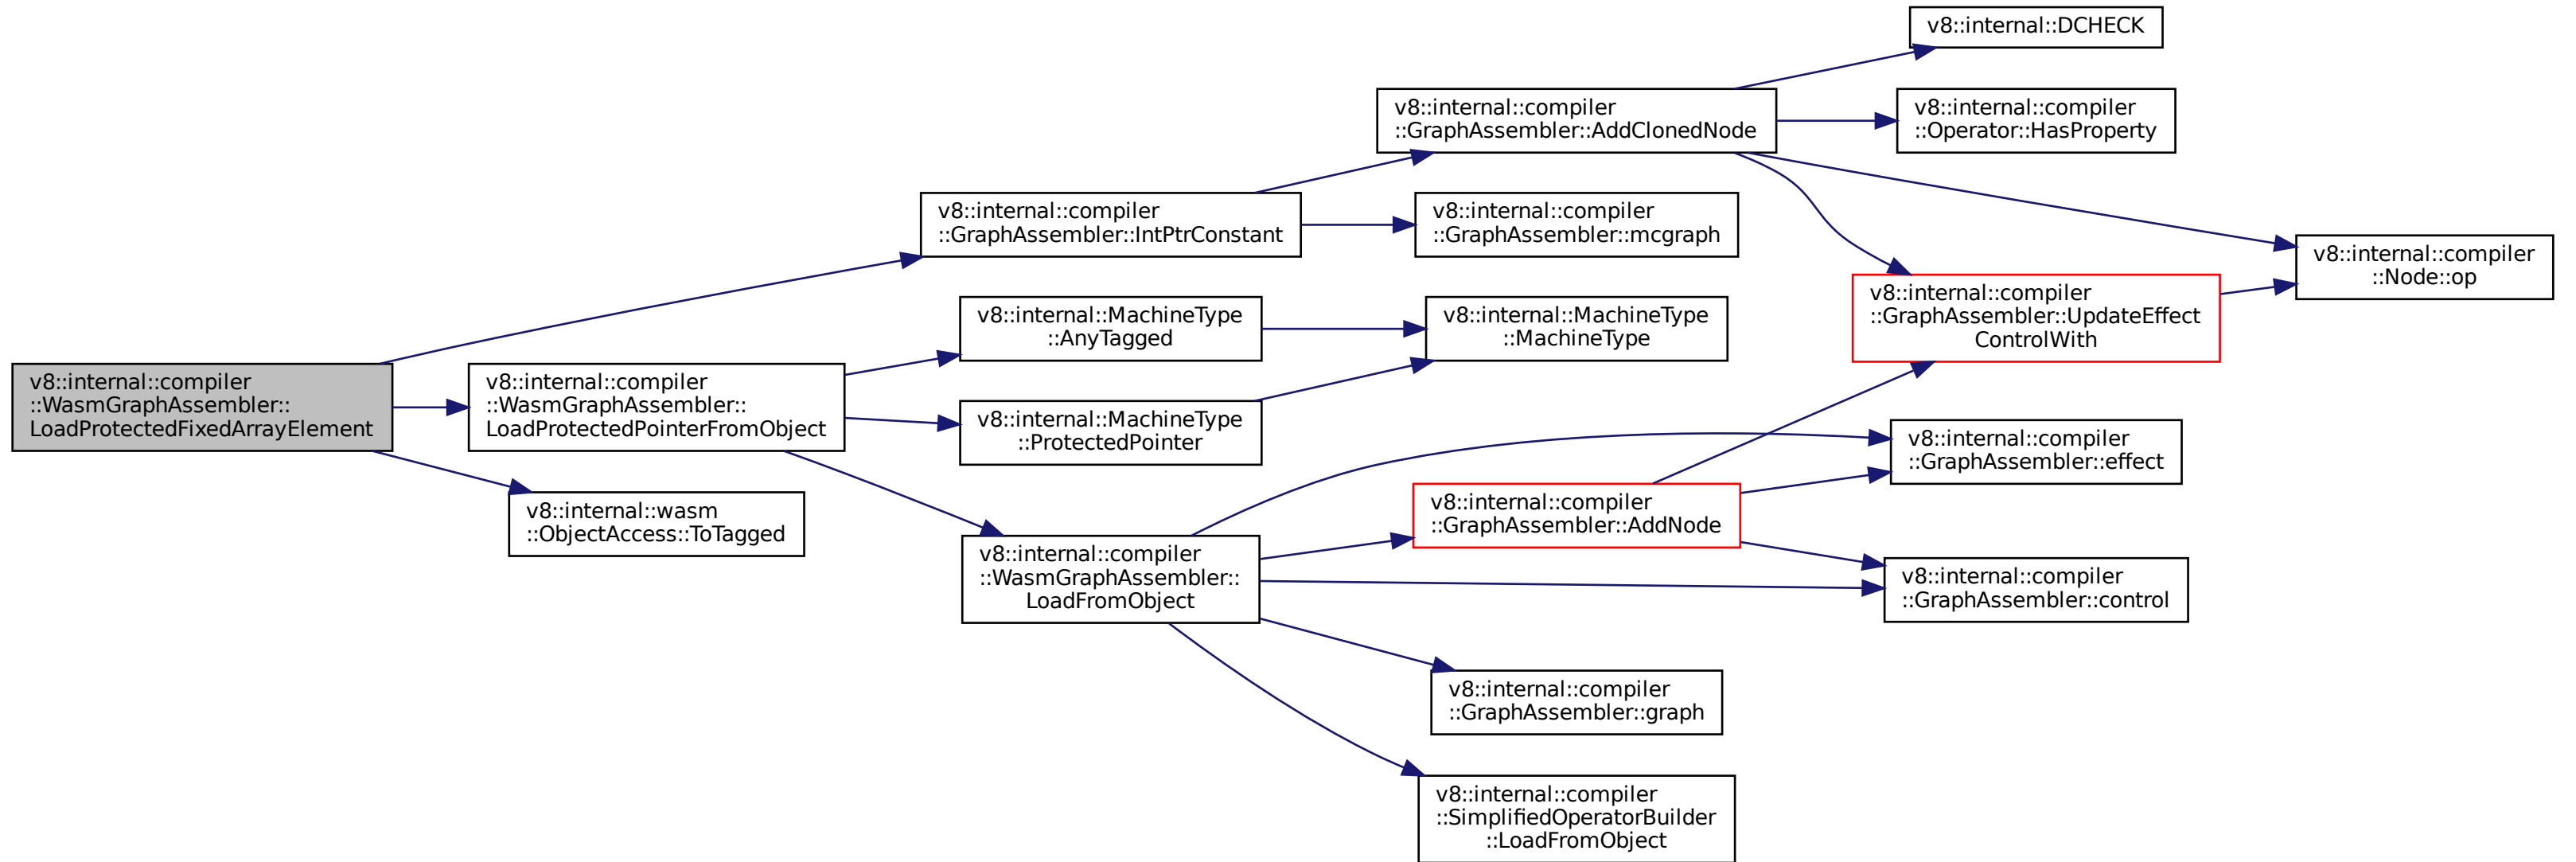 v8::internal::compiler
::WasmGraphAssembler::
LoadProtectedFixedArrayElement
v8::internal::compiler
::GraphAssembler::IntPtrConstant
v8::internal::compiler
::GraphAssembler::AddClonedNode
v8::internal::DCHECK
v8::internal::compiler
::Operator::HasProperty
v8::internal::compiler
::Node::op
v8::internal::compiler
::GraphAssembler::UpdateEffect
ControlWith
v8::internal::compiler
::GraphAssembler::mcgraph
v8::internal::compiler
::WasmGraphAssembler::
LoadProtectedPointerFromObject
v8::internal::MachineType
::AnyTagged
v8::internal::MachineType
::MachineType
v8::internal::MachineType
::ProtectedPointer
v8::internal::compiler
::WasmGraphAssembler::
LoadFromObject
v8::internal::compiler
::GraphAssembler::AddNode
v8::internal::compiler
::GraphAssembler::effect
v8::internal::compiler
::GraphAssembler::control
v8::internal::compiler
::GraphAssembler::graph
v8::internal::compiler
::SimplifiedOperatorBuilder
::LoadFromObject
v8::internal::wasm
::ObjectAccess::ToTagged